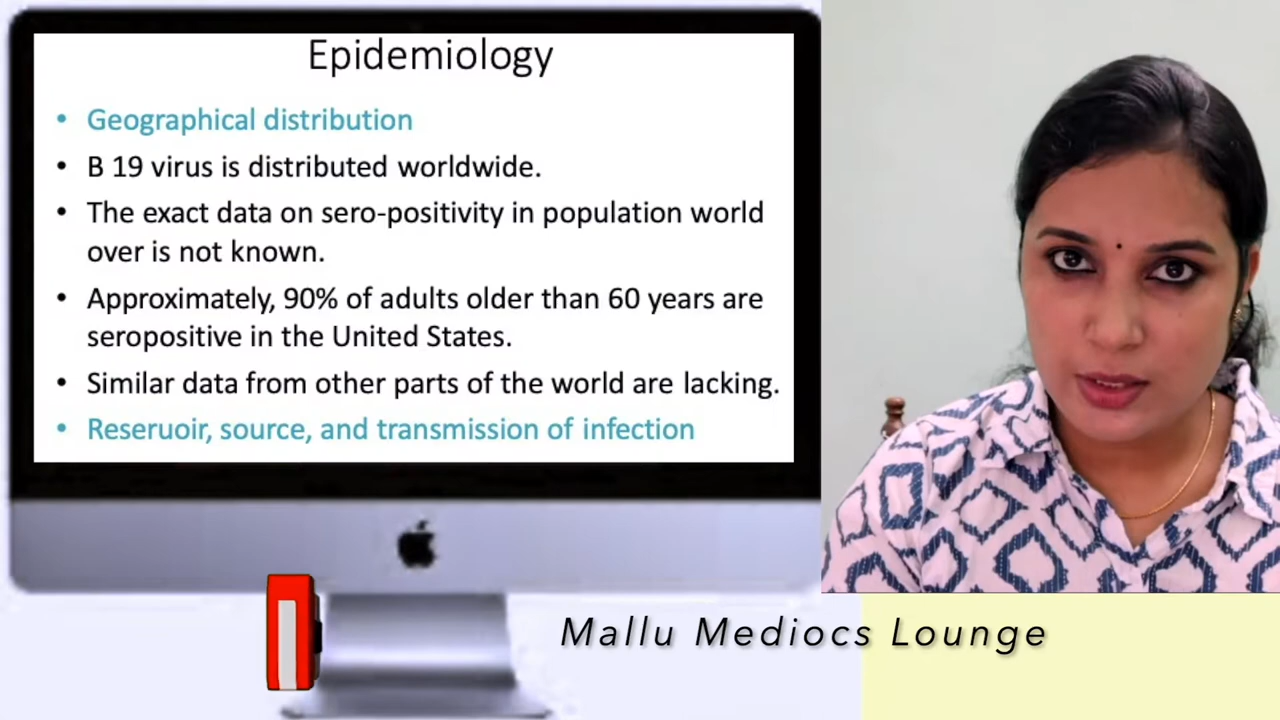 Epidemiology
• Geographical distribution
• B 19 virus is distributed worldwide.
• The exact data on sero-positivity in population world
over is not known.
• Approximately, 90% of adults older than 60 years are
seropositive in the United States.
• Similar data from other parts of the world are lacking.
• Reseruoir, source, and transmission of infection
Mallu Mediocs Lounge